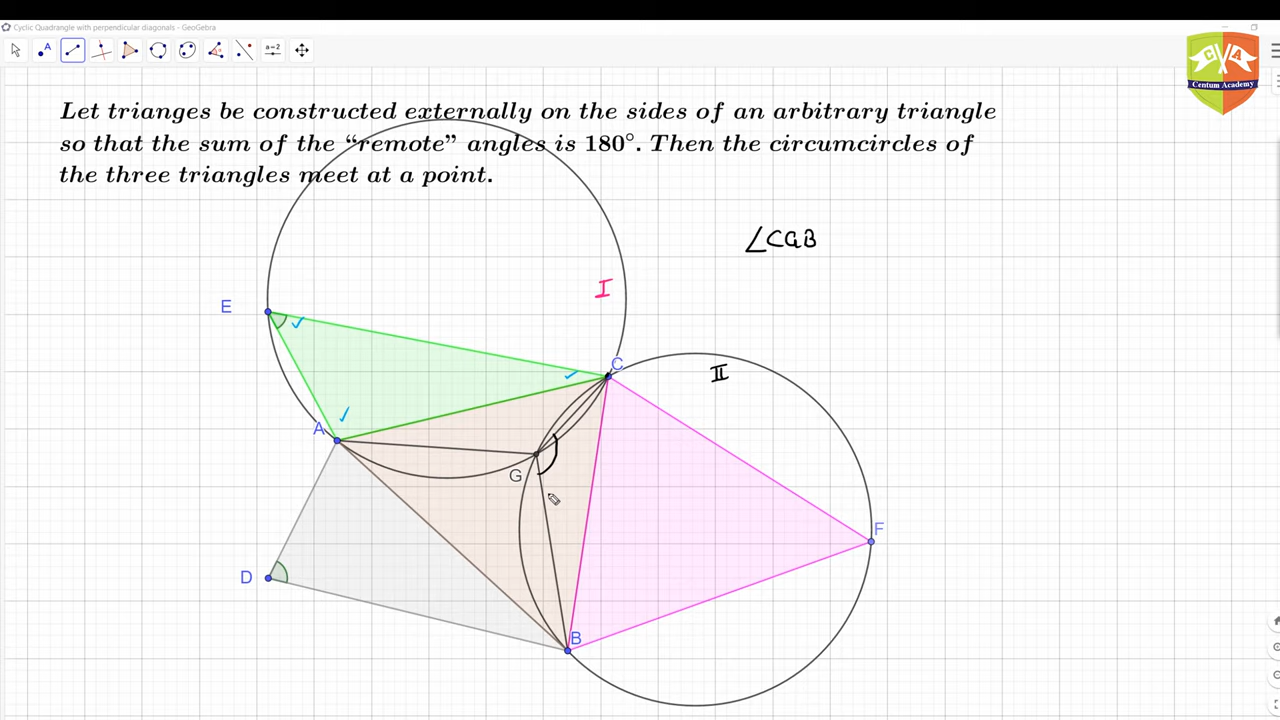 Cyclic Quadrangle with perpendicular diagonals - GeoGebra
A
a=2
Centum Academy
Let trianges be constructed externally on the sides of an arbitrary triangle
so that the sum of the “remote” angles is 180°. Then the circumcircles of
the three triangles meet at a point.
∠CGB
I
E
C
II
A
G
F
D
B